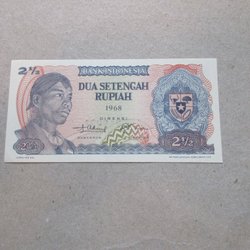 2½
BANK INDONESIA
DUA SETENGAH
RUPIAH
1968
DIREKSI
2½
2½